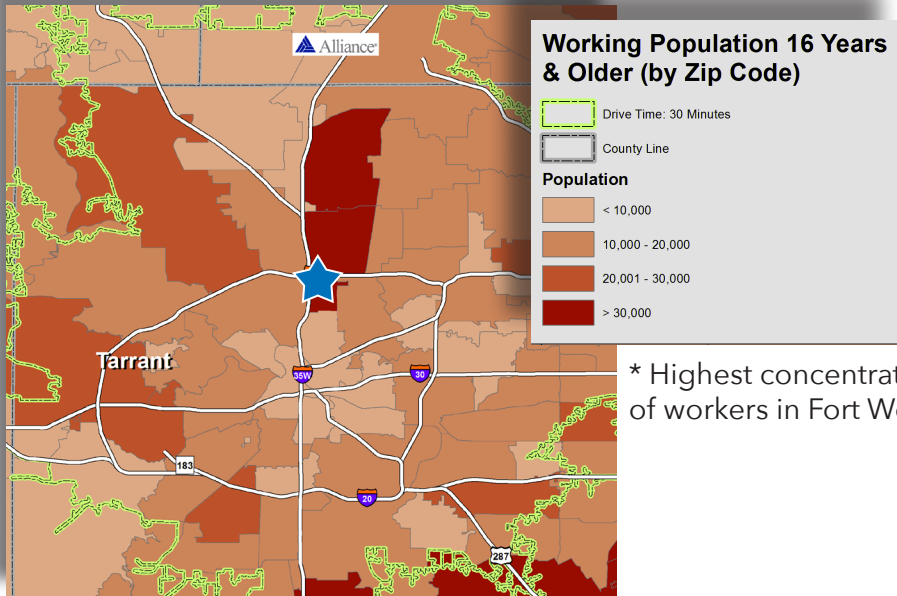 Alliance®
Tarrant
35W
30
183
20
287
Working Population 16 Years
& Older (by Zip Code)
Drive Time: 30 Minutes
County Line
Population
< 10,000
10,000 - 20,000
20,001 - 30,000
> 30,000
* Highest
of workers in Fort